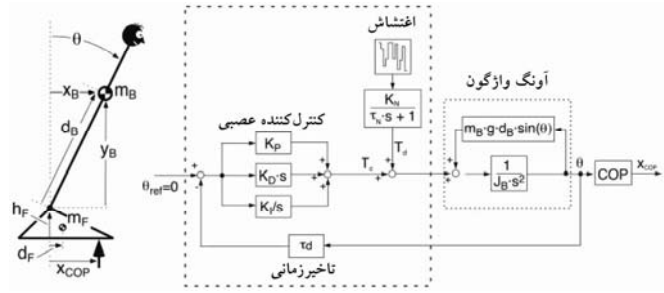 θ
x_B
m_B
d_B
y_B
h_F
m_F
d_F
x_COP
اغتشاش
K_N
τ_N·s + 1
T_d
کنترل‌کننده عصبی
K_P
K_D·s
K_I/s
θ_ref=0
+
-
+
+
+
T_c
+
+
آونگ واژگون
m_B·g·d_B·sin(θ)
+
+
1
J_B·s²
θ
COP
x_COP
τd
تاخیرزمانی